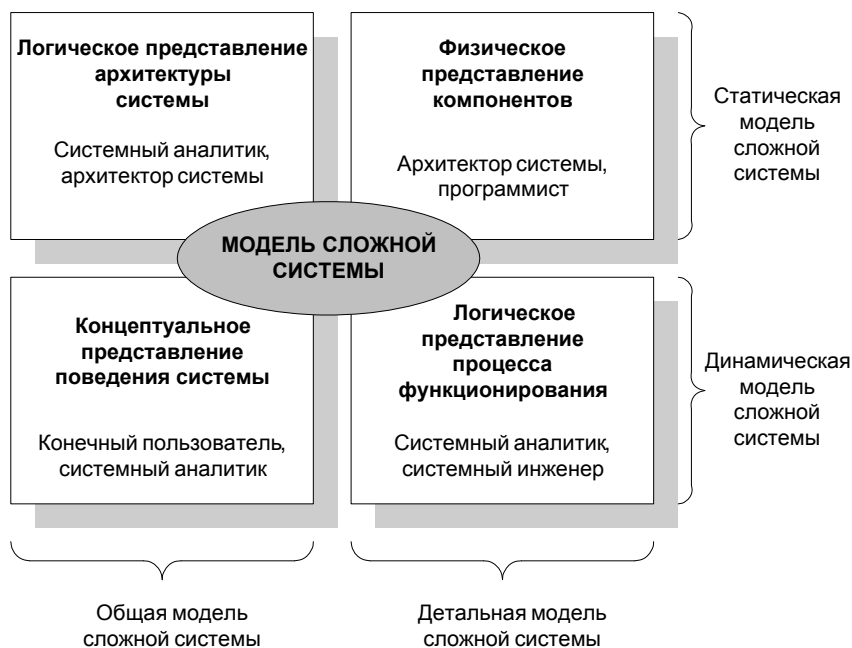 Логическое представление
архитектуры
системы
Системный аналитик,
архитектор системы
Физическое
представление
компонентов
Архитектор системы,
программист
Статическая
модель
сложной
системы
МОДЕЛЬ СЛОЖНОЙ
СИСТЕМЫ
Концептуальное
представление
поведения системы
Конечный пользователь,
системный аналитик
Логическое
представление
процесса
функционирования
Системный аналитик,
системный инженер
Динамическая
модель
сложной
системы
Общая модель
сложной системы
Детальная модель
сложной системы